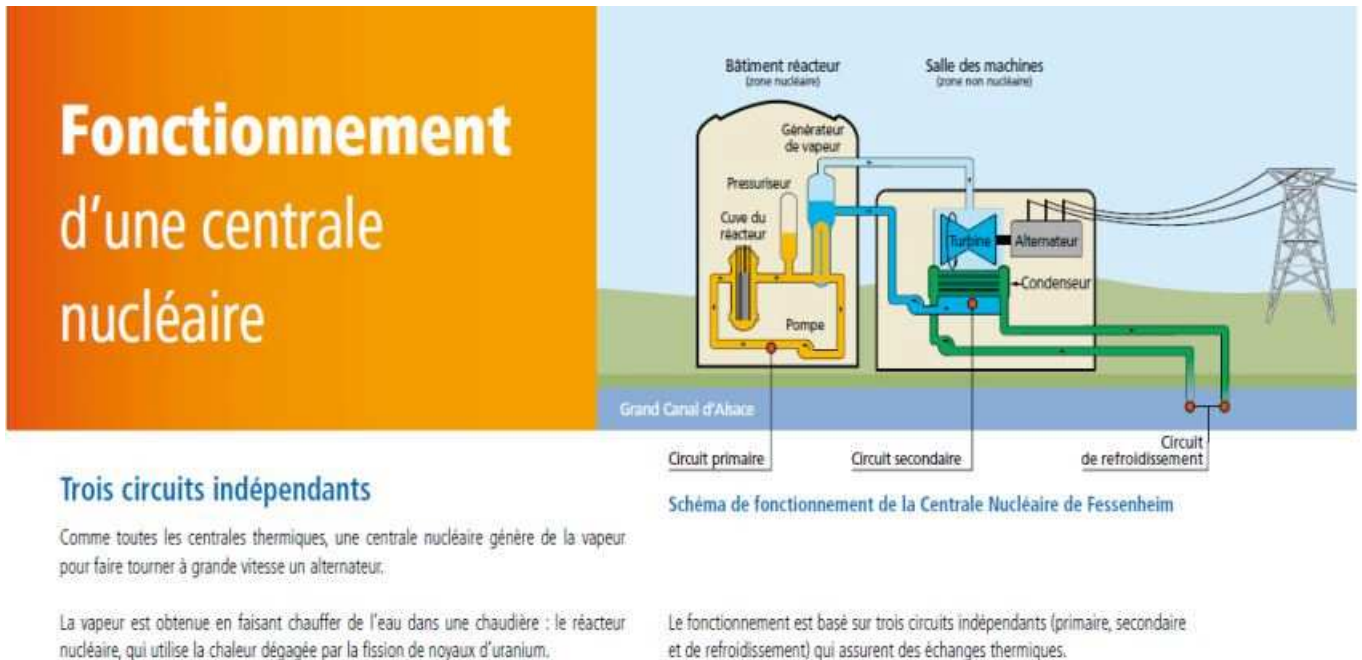 Fonctionnement
d'une centrale
nucléaire
Bâtiment réacteur
(zone nucléaire)
Salle des machines
(zone non nucléaire)
Générateur
de vapeur
Pressuriseur
Cuve du
réacteur
Turbine
Alternateur
Condenseur
Pompe
Grand Canal d'Alsace
Circuit primaire
Circuit secondaire
Circuit
de refroidissement
Schéma de fonctionnement de la Centrale Nucléaire de Fessenheim
Trois circuits indépendants
Comme toutes les centrales thermiques, une centrale nucléaire génère de la vapeur
pour faire tourner à grande vitesse un alternateur.
La vapeur est obtenue en faisant chauffer de l'eau dans une chaudière : le réacteur
nucléaire, qui utilise la chaleur dégagée par la fission de noyaux d'uranium.
Le fonctionnement est basé sur trois circuits indépendants (primaire, secondaire
et de refroidissement) qui assurent des échanges thermiques.